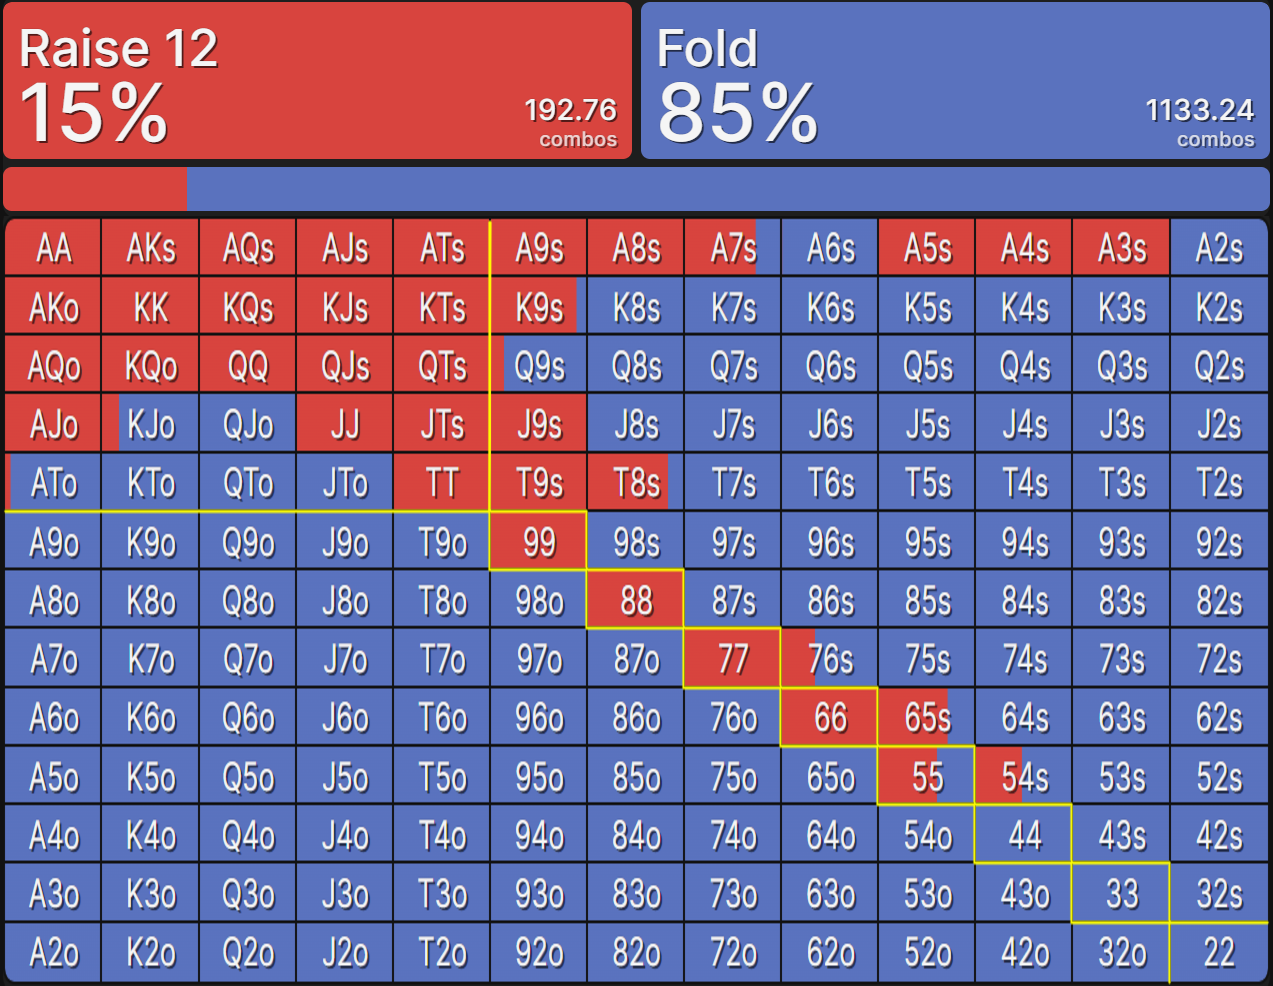 Raise 12
15%
192.76
combos
Fold
85%
1133.24
combos
AA AKs AQs AJs ATs A9s A8s A7s A6s A5s A4s A3s A2s
AKo KK KQs KJs KTs K9s K8s K7s K6s K5s K4s K3s K2s
AQo KQo QQ QJs QTs Q9s Q8s Q7s Q6s Q5s Q4s Q3s Q2s
AJo KJo QJo JJ JTs J9s J8s J7s J6s J5s J4s J3s J2s
ATo KTo QTo JTo TT T9s T8s T7s T6s T5s T4s T3s T2s
A9o K9o Q9o J9o T9o 99 98s 97s 96s 95s 94s 93s 92s
A8o K8o Q8o J8o T8o 98o 88 87s 86s 85s 84s 83s 82s
A7o K7o Q7o J7o T7o 97o 87o 77 76s 75s 74s 73s 72s
A6o K6o Q6o J6o T6o 96o 86o 76o 66 65s 64s 63s 62s
A5o K5o Q5o J5o T5o 95o 85o 75o 65o 55 54s 53s 52s
A4o K4o Q4o J4o T4o 94o 84o 74o 64o 54o 44 43s 42s
A3o K3o Q3o J3o T3o 93o 83o 73o 63o 53o 43o 33 32s
A2o K2o Q2o J2o T2o 92o 82o 72o 62o 52o 42o 32o 22